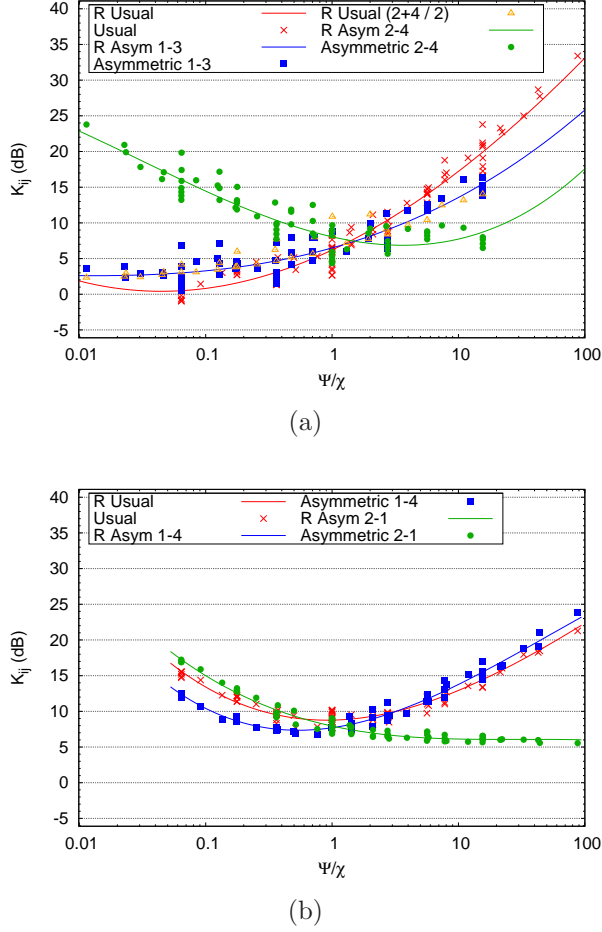 40
35
30
25
20
15
10
5
0
-5
K_ij (dB)
R Usual
Usual
R Asym 1-3
Asymmetric 1-3
R Usual (2+4 / 2)
R Asym 2-4
Asymmetric 2-4
0.01 0.1 1 10 100
Ψ/χ
(a)
40
35
30
25
20
15
10
5
0
-5
K_ij (dB)
R Usual
Usual
R Asym 1-4
Asymmetric 1-4
R Asym 2-1
Asymmetric 2-1
0.01 0.1 1 10 100
Ψ/χ
(b)